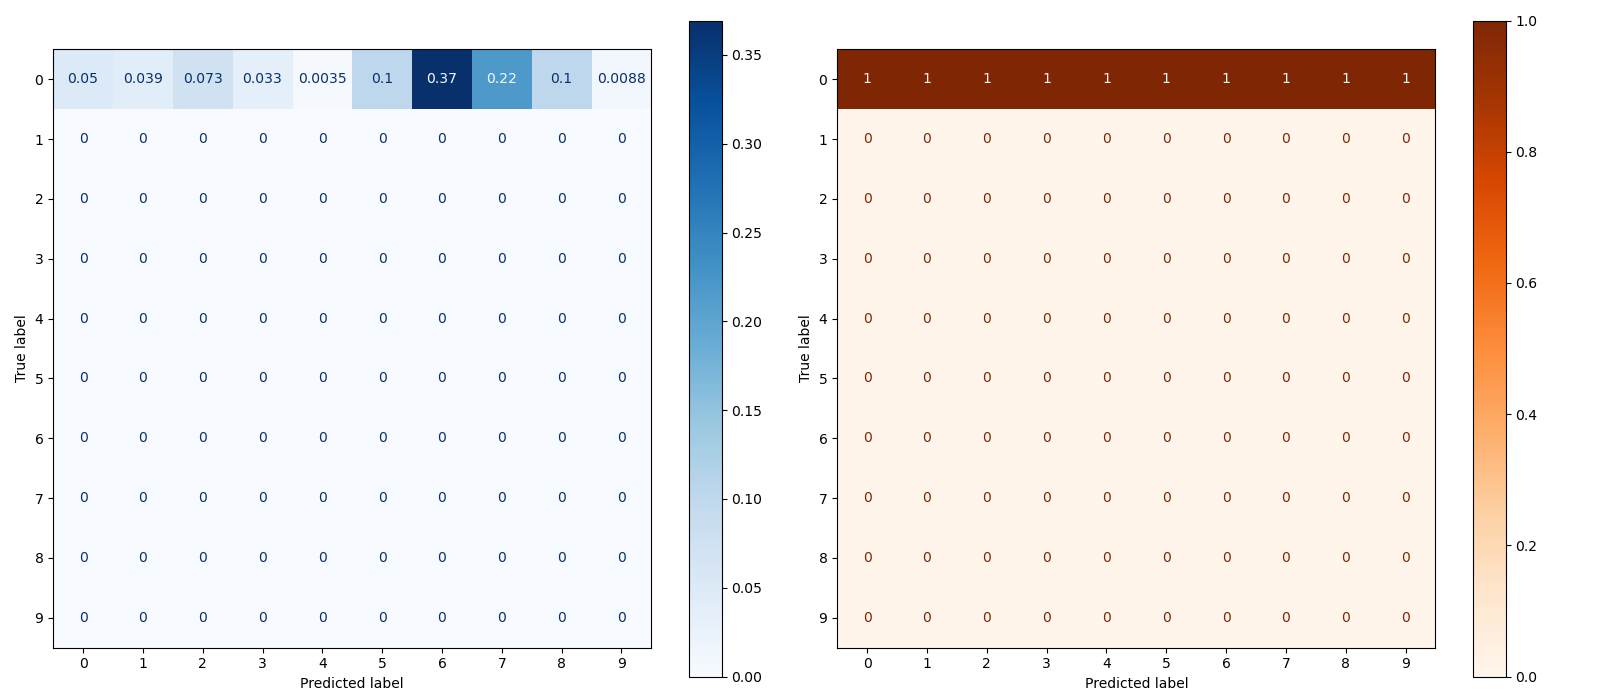 0 0.05 0.039 0.073 0.033 0.0035 0.1 0.37 0.22 0.1 0.0088
1 0 0 0 0 0 0 0 0 0 0
2 0 0 0 0 0 0 0 0 0 0
3 0 0 0 0 0 0 0 0 0 0
4 0 0 0 0 0 0 0 0 0 0
5 0 0 0 0 0 0 0 0 0 0
6 0 0 0 0 0 0 0 0 0 0
7 0 0 0 0 0 0 0 0 0 0
8 0 0 0 0 0 0 0 0 0 0
9 0 0 0 0 0 0 0 0 0 0
0 1 2 3 4 5 6 7 8 9
True label
Predicted label
0.35
0.30
0.25
0.20
0.15
0.10
0.05
0.00
0 1 1 1 1 1 1 1 1 1 1
1 0 0 0 0 0 0 0 0 0 0
2 0 0 0 0 0 0 0 0 0 0
3 0 0 0 0 0 0 0 0 0 0
4 0 0 0 0 0 0 0 0 0 0
5 0 0 0 0 0 0 0 0 0 0
6 0 0 0 0 0 0 0 0 0 0
7 0 0 0 0 0 0 0 0 0 0
8 0 0 0 0 0 0 0 0 0 0
9 0 0 0 0 0 0 0 0 0 0
0 1 2 3 4 5 6 7 8 9
True label
Predicted label
1.0
0.8
0.6
0.4
0.2
0.0